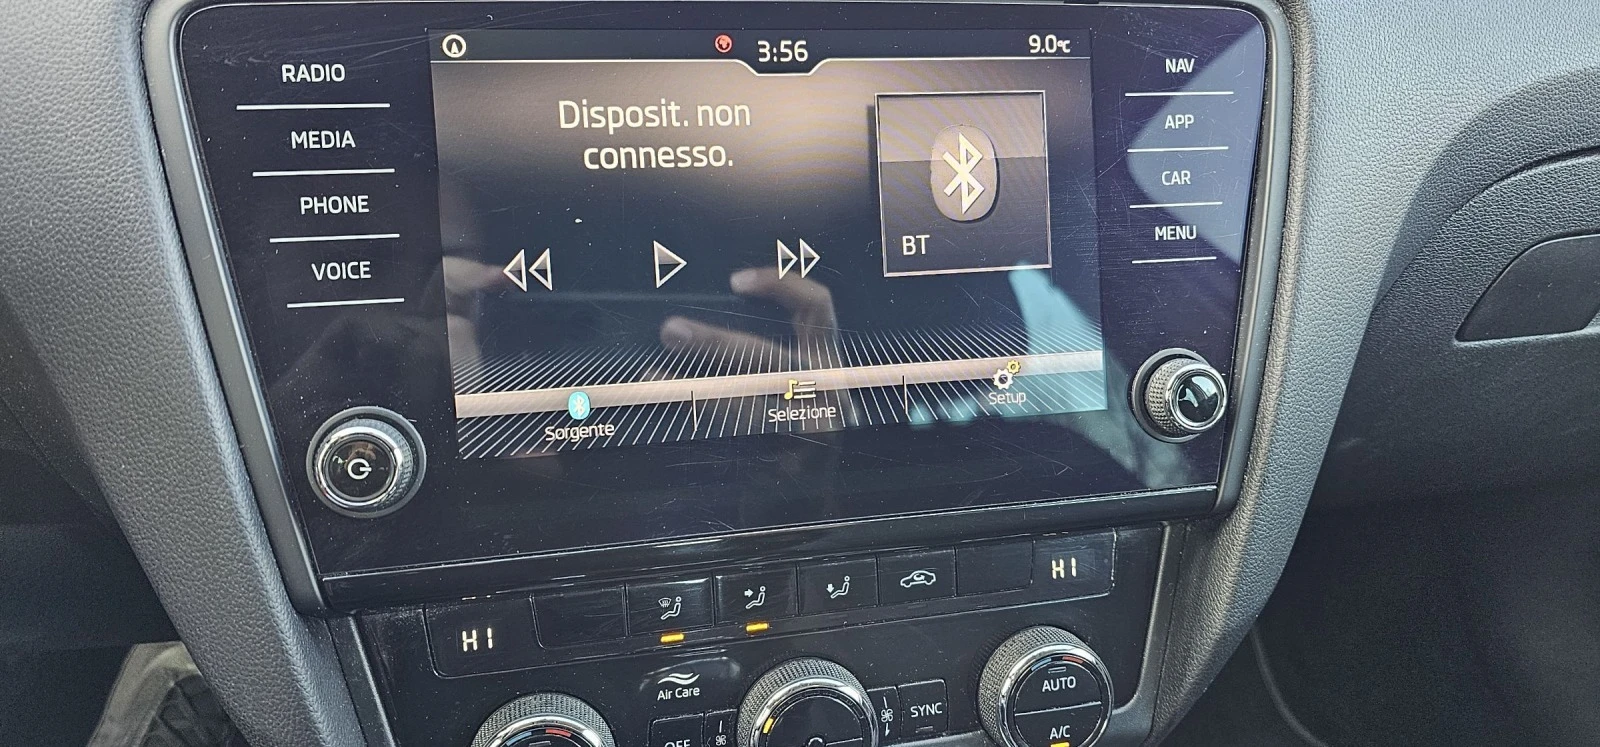 RADIO
MEDIA
PHONE
VOICE
3:56
9.0°C
Disposit. non
connesso.
BT
Sorgente
Selezione
Setup
NAV
APP
CAR
MENU
HI
HI
Air Care
OFF
SYNC
AUTO
A/C